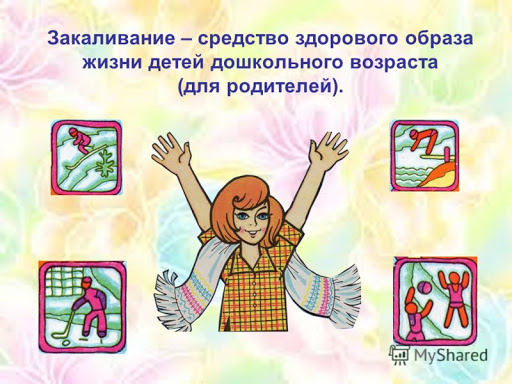 Закаливание – средство здорового образа
жизни детей дошкольного возраста
(для родителей).
MyShared